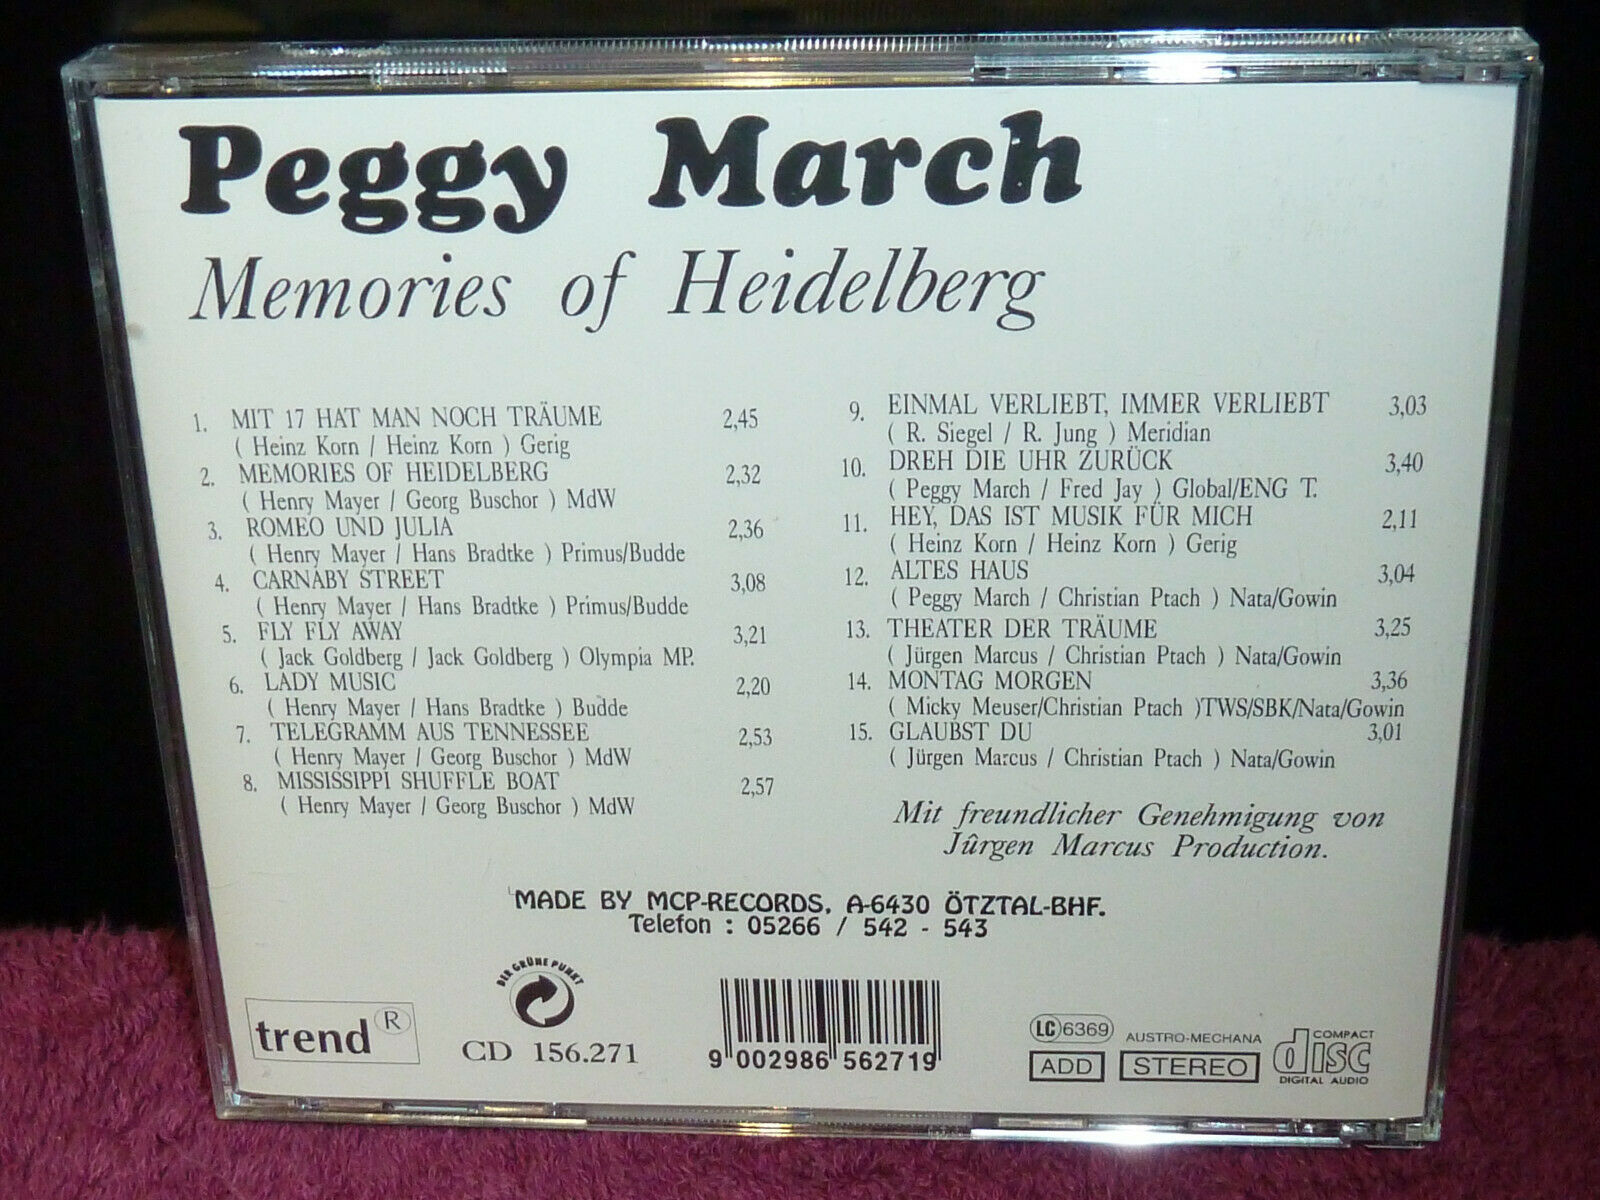 Peggy March
Memories of Heidelberg
1. MIT 17 HAT MAN NOCH TRÄUME 2,45
( Heinz Korn / Heinz Korn ) Gerig
2. MEMORIES OF HEIDELBERG 2,32
( Henry Mayer / Georg Buschor ) MdW
3. ROMEO UND JULIA 2,36
( Henry Mayer / Hans Bradtke ) Primus/Budde
4. CARNABY STREET 3,08
( Henry Mayer / Hans Bradtke ) Primus/Budde
5. FLY FLY AWAY 3,21
( Jack Goldberg / Jack Goldberg ) Olympia MP.
6. LADY MUSIC 2,20
( Henry Mayer / Hans Bradtke ) Budde
7. TELEGRAMM AUS TENNESSEE 2,53
( Henry Mayer / Georg Buschor ) MdW
8. MISSISSIPPI SHUFFLE BOAT 2,57
( Henry Mayer / Georg Buschor ) MdW
9. EINMAL VERLIEBT, IMMER VERLIEBT 3,03
( R. Siegel / R. Jung ) Meridian
10. DREH DIE UHR ZURÜCK 3,40
( Peggy March / Fred Jay ) Global/ENG T.
11. HEY, DAS IST MUSIK FÜR MICH 2,11
( Heinz Korn / Heinz Korn ) Gerig
12. ALTES HAUS 3,04
( Peggy March / Christian Ptach ) Nata/Gowin
13. THEATER DER TRÄUME 3,25
( Jürgen Marcus / Christian Ptach ) Nata/Gowin
14. MONTAG MORGEN 3,36
( Micky Meuser/Christian Ptach )TWS/SBK/Nata/Gowin
15. GLAUBST DU 3,01
( Jürgen Marcus / Christian Ptach ) Nata/Gowin
Mit freundlicher Genehmigung von
Jûrgen Marcus Production.
MADE BY MCP-RECORDS, A-6430 ÖTZTAL-BHF.
Telefon : 05266 / 542 - 543
trend ®
DER GRÜNE PUNKT
CD 156.271
9 002986 562719
LC 6369
AUSTRO-MECHANA
ADD STEREO
COMPACT
disc
DIGITAL AUDIO